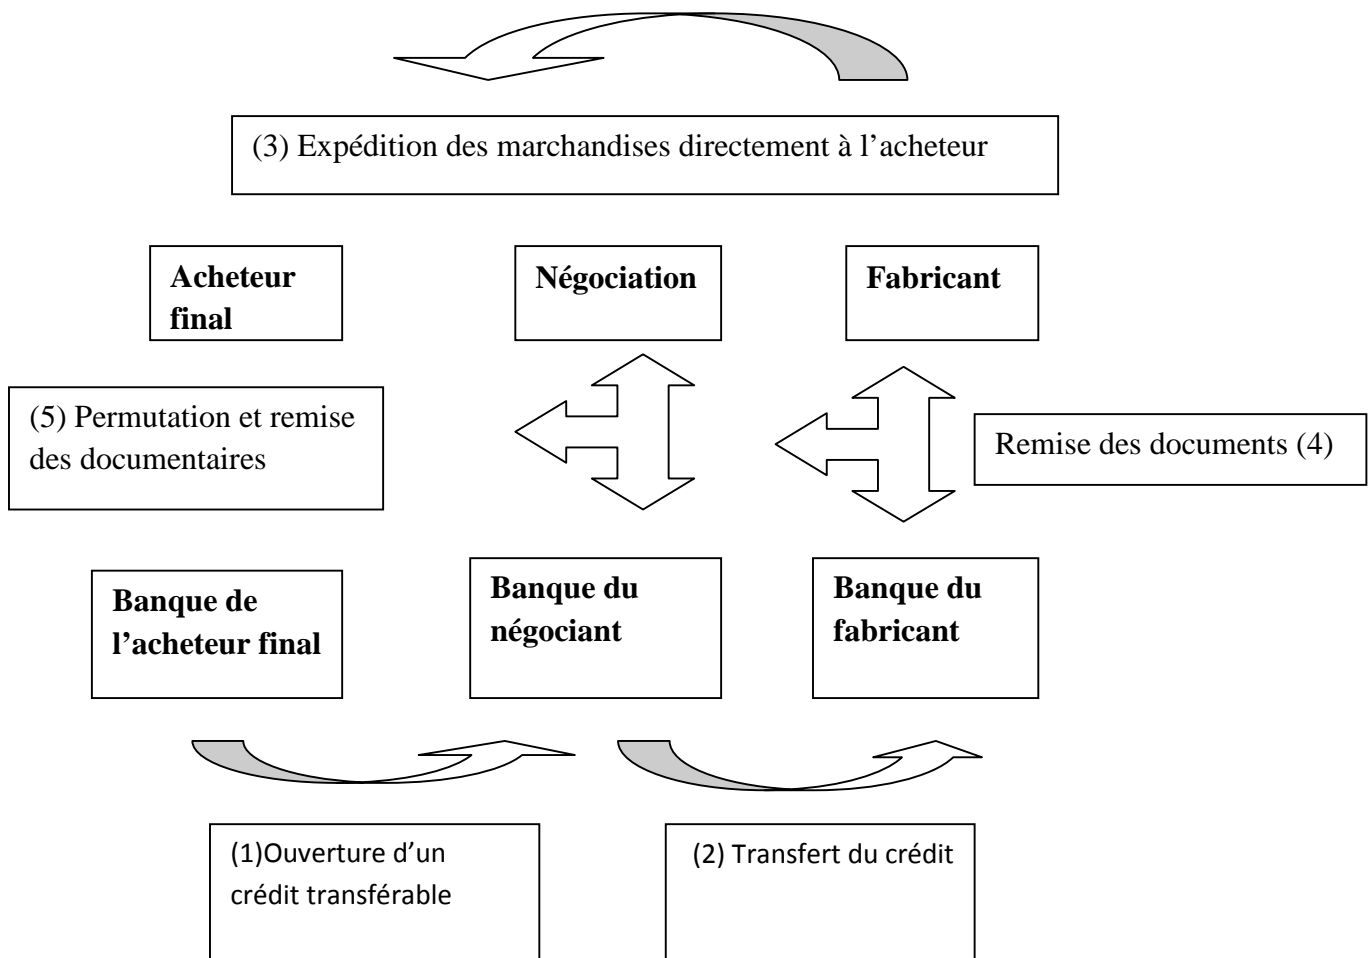 (3) Expédition des marchandises directement à l’acheteur
Acheteur
final
Négociation
Fabricant
(5) Permutation et remise
des documentaires
Remise des documents (4)
Banque de
l’acheteur final
Banque du
négociant
Banque du
fabricant
(1)Ouverture d’un
crédit transférable
(2) Transfert du crédit